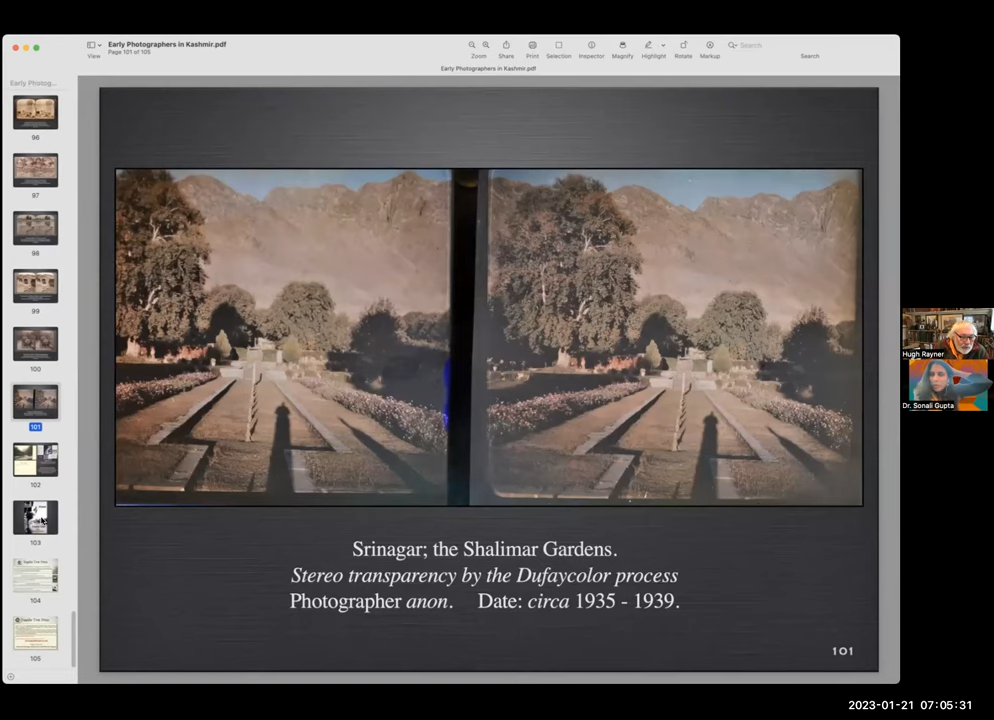 Early Photographers in Kashmir.pdf
Page 101 of 105
View
Zoom
Share
Print
Selection
Inspector
Magnify
Highlight
Rotate
Markup
Search
Search
Early Photographers in Kashmir.pdf
Early Photog...
96
97
98
99
100
101
102
103
104
105
Srinagar; the Shalimar Gardens.
Stereo transparency by the Dufaycolor process
Photographer anon. Date: circa 1935 - 1939.
101
Hugh Rayner
Dr. Sonali Gupta
2023-01-21 07:05:31